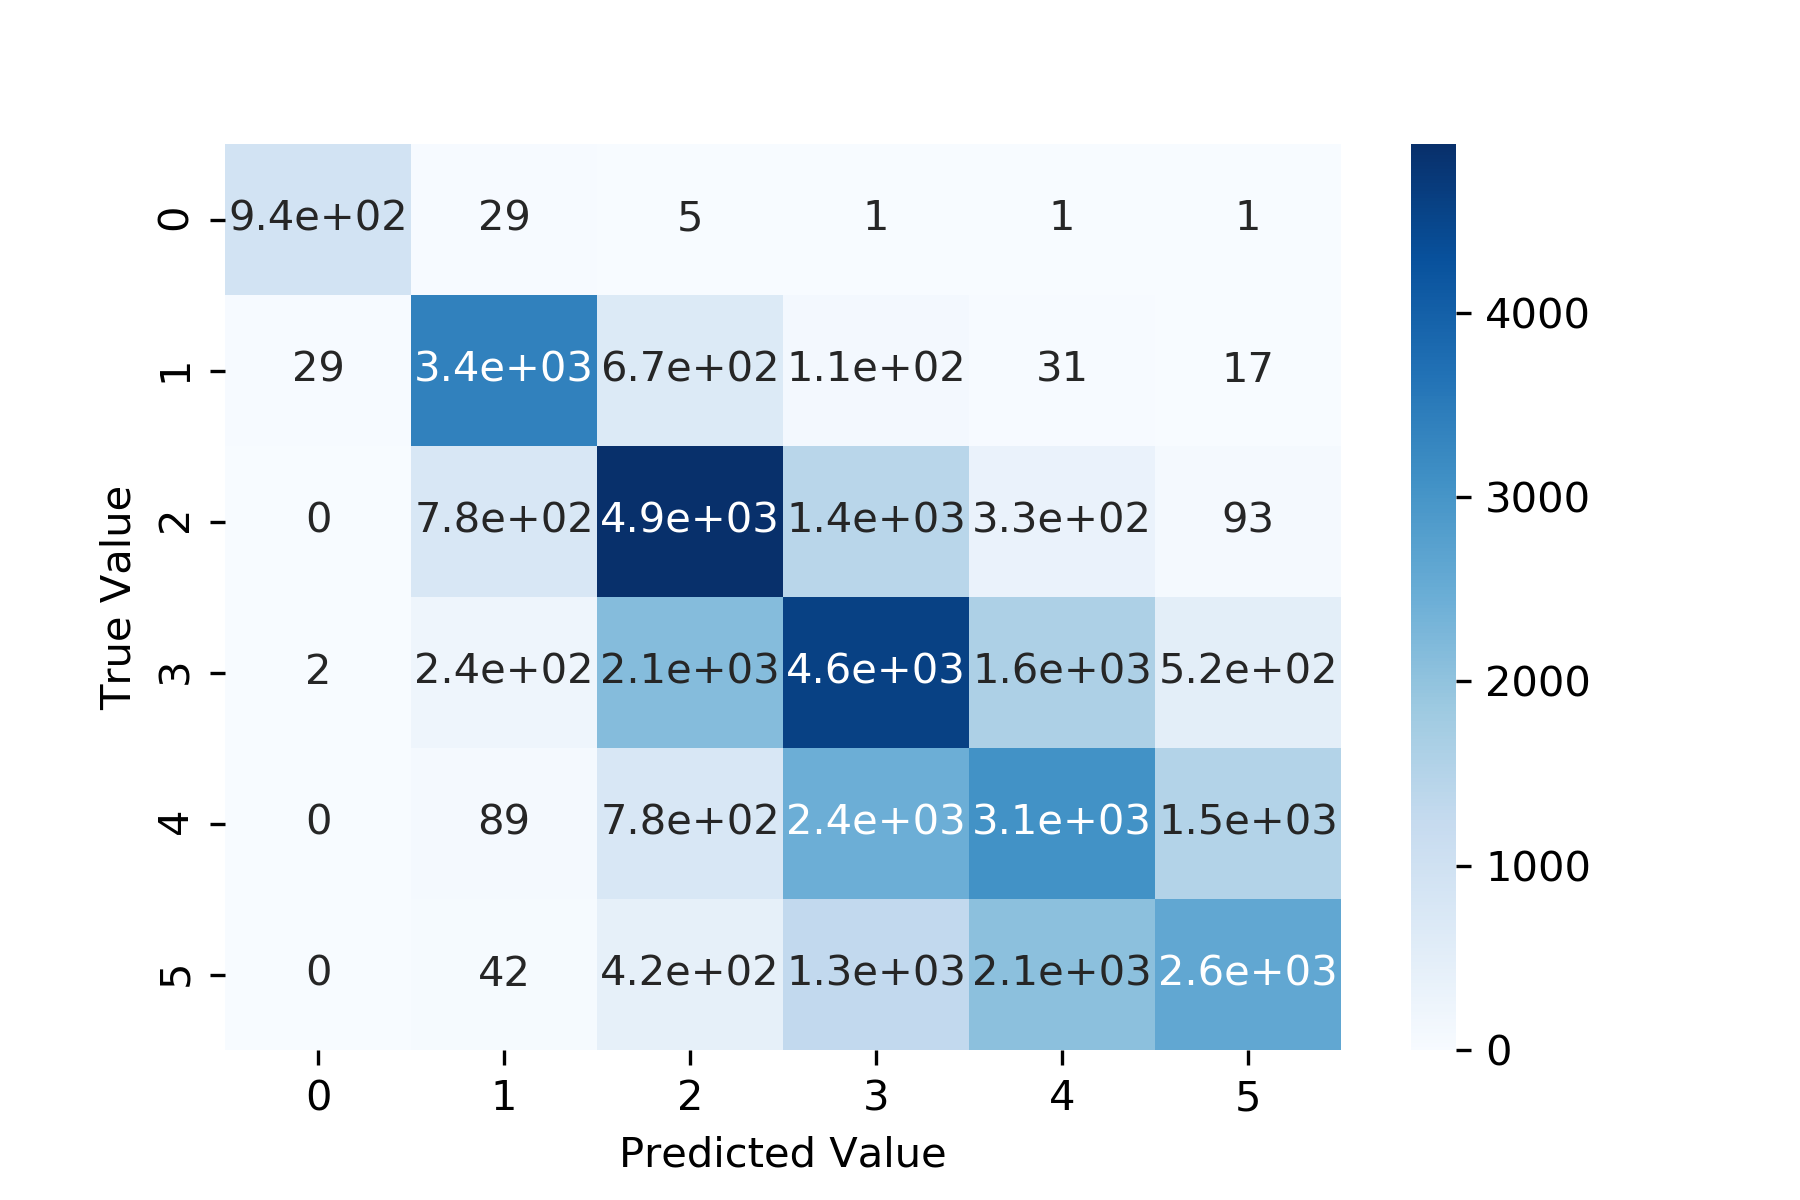 0 9.4e+02 29 5 1 1 1
1 29 3.4e+03 6.7e+02 1.1e+02 31 17
2 0 7.8e+02 4.9e+03 1.4e+03 3.3e+02 93
3 2 2.4e+02 2.1e+03 4.6e+03 1.6e+03 5.2e+02
4 0 89 7.8e+02 2.4e+03 3.1e+03 1.5e+03
5 0 42 4.2e+02 1.3e+03 2.1e+03 2.6e+03
0 1 2 3 4 5
Predicted Value
True Value
4000
3000
2000
1000
0